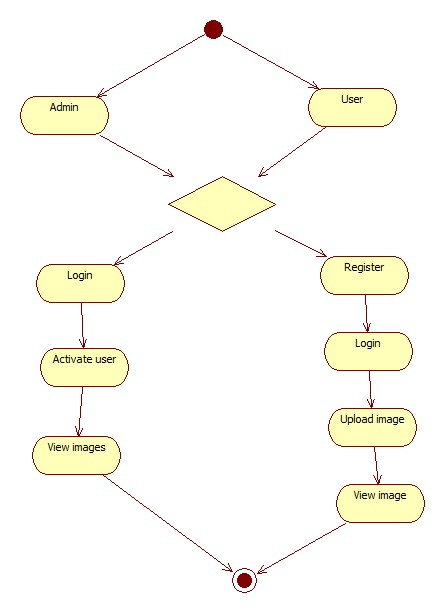 Admin
User
Login
Register
Activate user
Login
View images
Upload image
View image